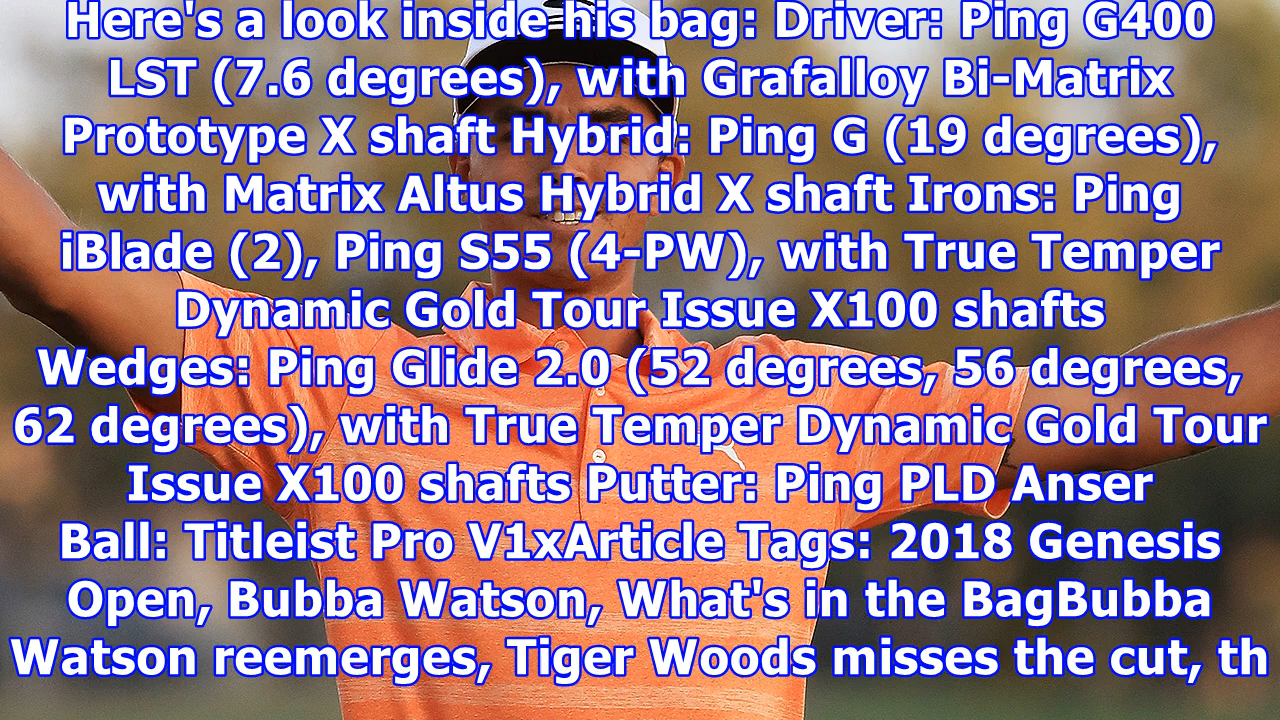 Here's a look inside his bag: Driver: Ping G400
LST (7.6 degrees), with Grafalloy Bi-Matrix
Prototype X shaft Hybrid: Ping G (19 degrees),
with Matrix Altus Hybrid X shaft Irons: Ping
iBlade (2), Ping S55 (4-PW), with True Temper
Dynamic Gold Tour Issue X100 shafts
Wedges: Ping Glide 2.0 (52 degrees, 56 degrees,
62 degrees), with True Temper Dynamic Gold Tour
Issue X100 shafts Putter: Ping PLD Anser
Ball: Titleist Pro V1xArticle Tags: 2018 Genesis
Open, Bubba Watson, What's in the BagBubba
Watson reemerges, Tiger Woods misses the cut, th